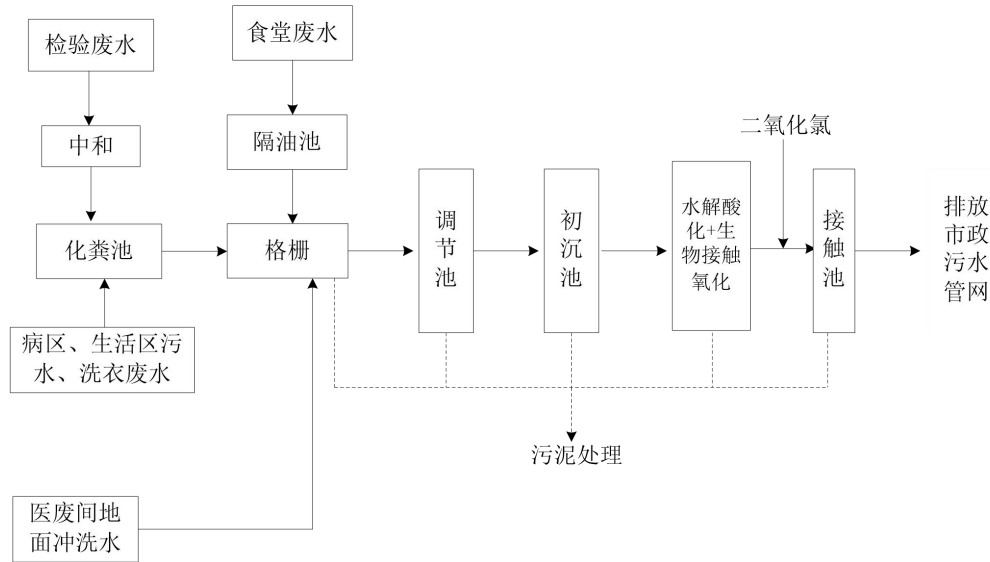 检验废水
食堂废水
中和
隔油池
二氧化氯
化粪池
格栅
调
节
池
初
沉
池
水解酸
化+生
物接触
氧化
接
触
池
排放
市政
污水
管网
病区、生活区污
水、洗衣废水
污泥处理
医废间地
面冲洗水